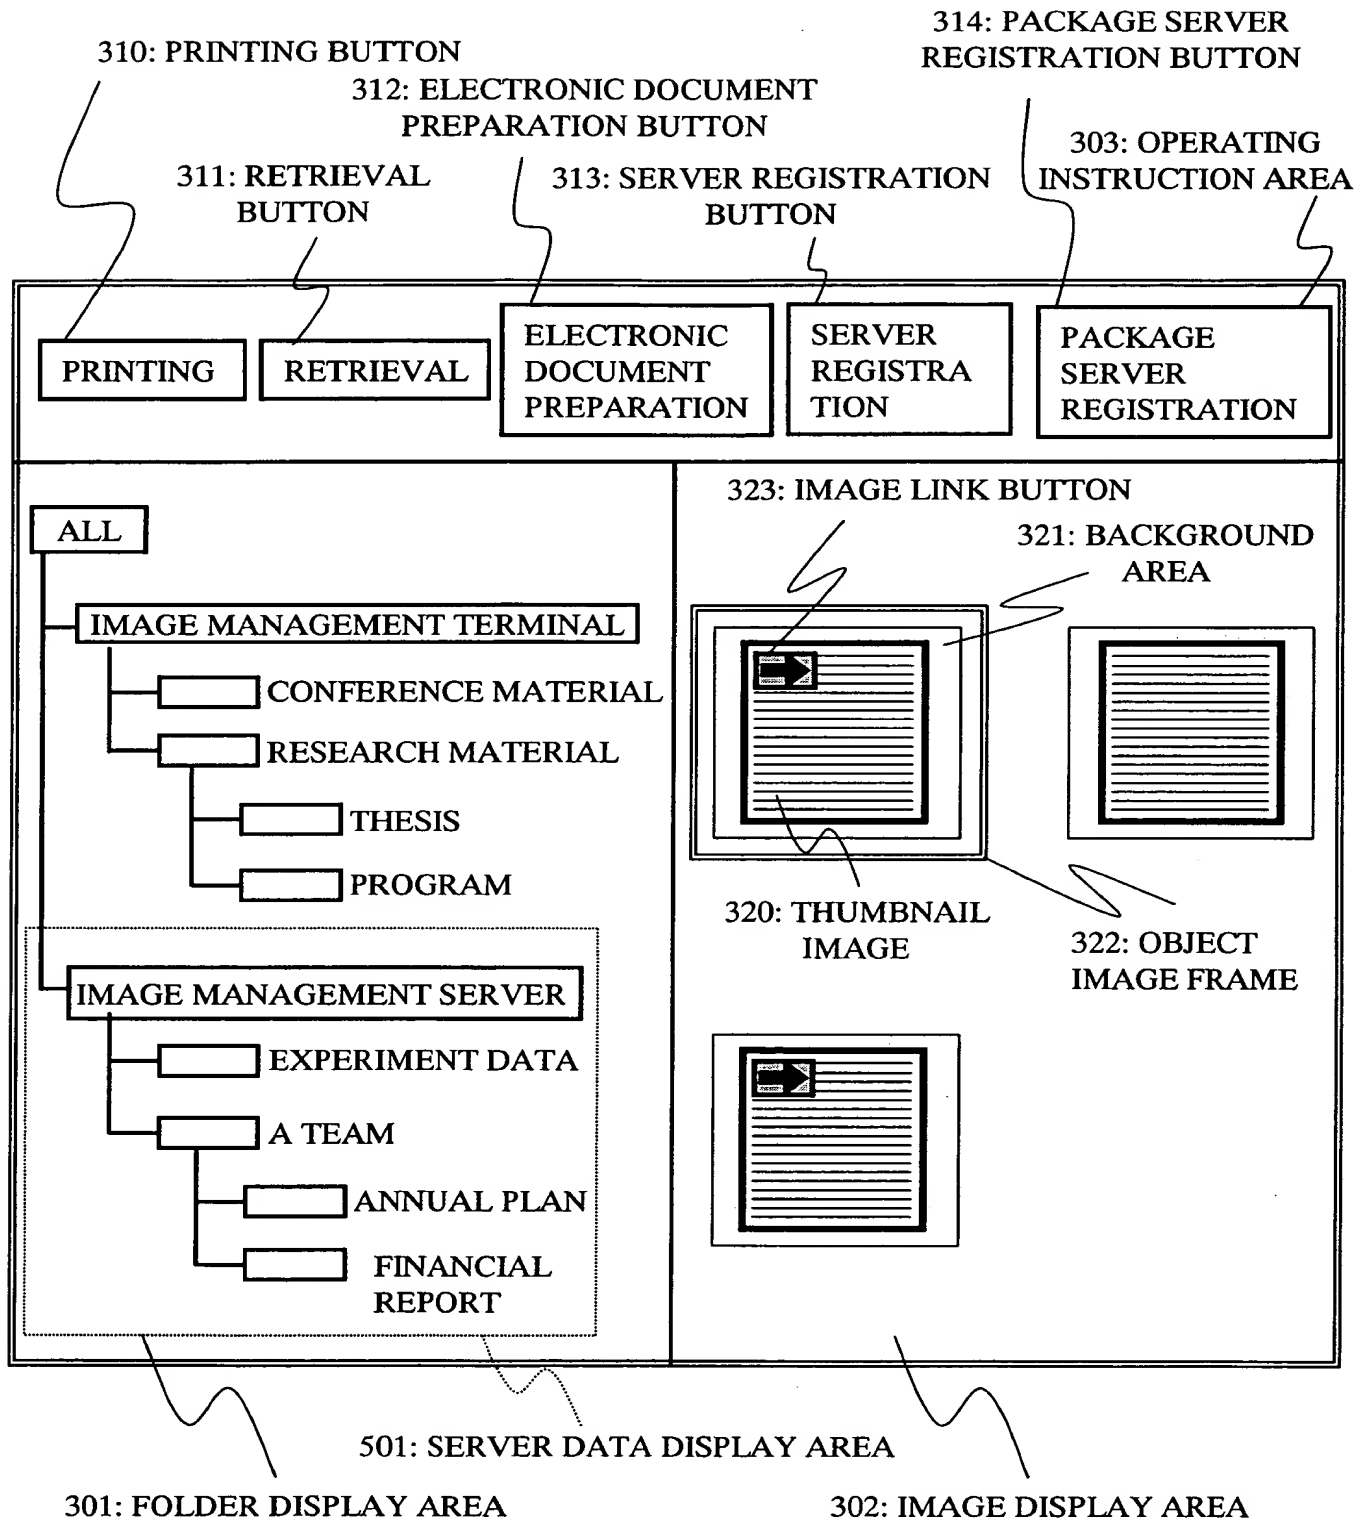 314: PACKAGE SERVER
REGISTRATION BUTTON
310: PRINTING BUTTON
312: ELECTRONIC DOCUMENT
PREPARATION BUTTON
303: OPERATING
INSTRUCTION AREA
311: RETRIEVAL
BUTTON
313: SERVER REGISTRATION
BUTTON
PRINTING
RETRIEVAL
ELECTRONIC
DOCUMENT
PREPARATION
SERVER
REGISTRA
TION
PACKAGE
SERVER
REGISTRATION
ALL
IMAGE MANAGEMENT TERMINAL
CONFERENCE MATERIAL
RESEARCH MATERIAL
THESIS
PROGRAM
IMAGE MANAGEMENT SERVER
EXPERIMENT DATA
A TEAM
ANNUAL PLAN
FINANCIAL
REPORT
323: IMAGE LINK BUTTON
321: BACKGROUND
AREA
320: THUMBNAIL
IMAGE
322: OBJECT
IMAGE FRAME
501: SERVER DATA DISPLAY AREA
301: FOLDER DISPLAY AREA
302: IMAGE DISPLAY AREA